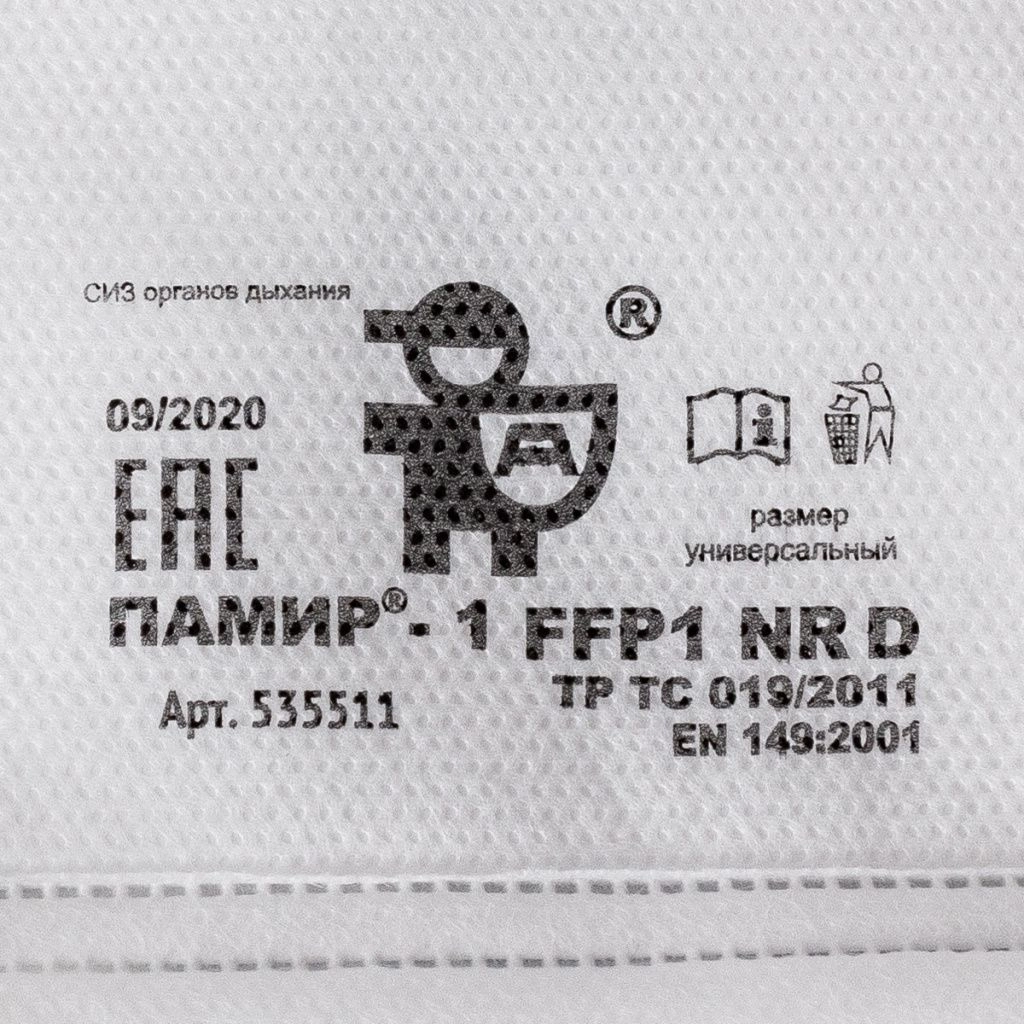 СИЗ органов дыхания
®
09/2020
ЕАС
А
i
размер
универсальный
ПАМИР®- 1 FFP1 NR D
Арт. 535511
ТР ТС 019/2011
EN 149:2001